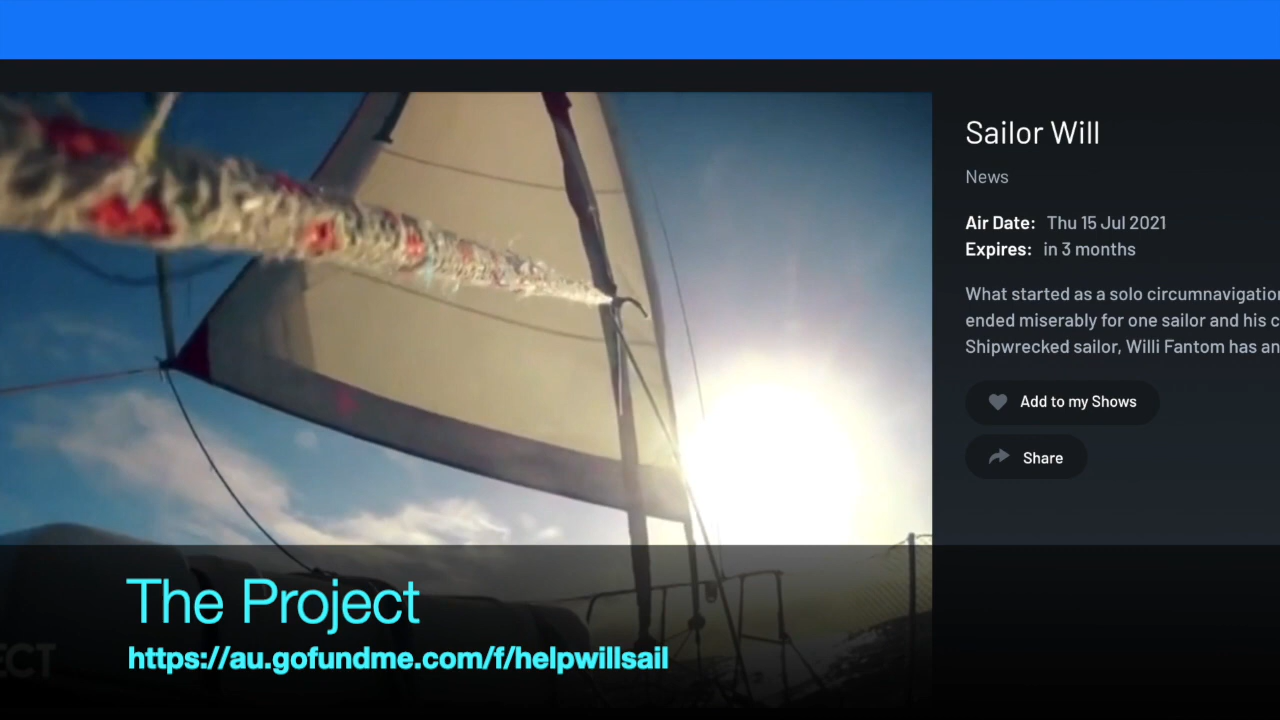 Sailor Will
News
Air Date: Thu 15 Jul 2021
Expires: in 3 months
What started as a solo circumnavigation
ended miserably for one sailor and his c
Shipwrecked sailor, Willi Fantom has an
Add to my Shows
Share
The Project
https://au.gofundme.com/f/helpwillsail
ECT